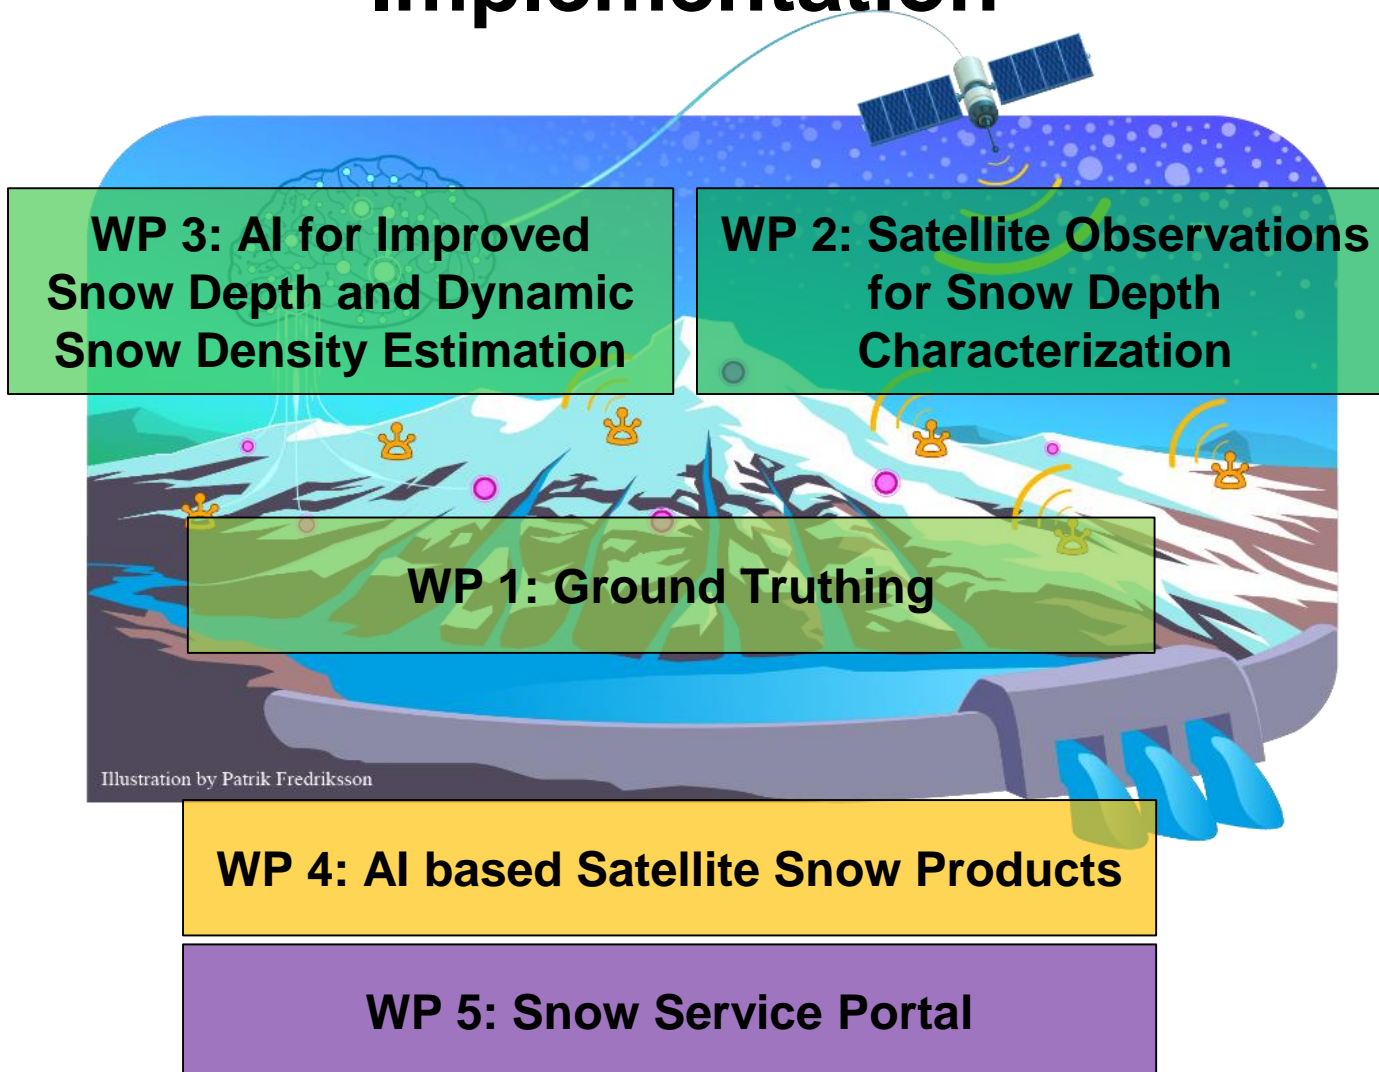 Implementation
WP 3: AI for Improved
Snow Depth and Dynamic
Snow Density Estimation
WP 2: Satellite Observations
for Snow Depth
Characterization
WP 1: Ground Truthing
Illustration by Patrik Fredriksson
WP 4: AI based Satellite Snow Products
WP 5: Snow Service Portal